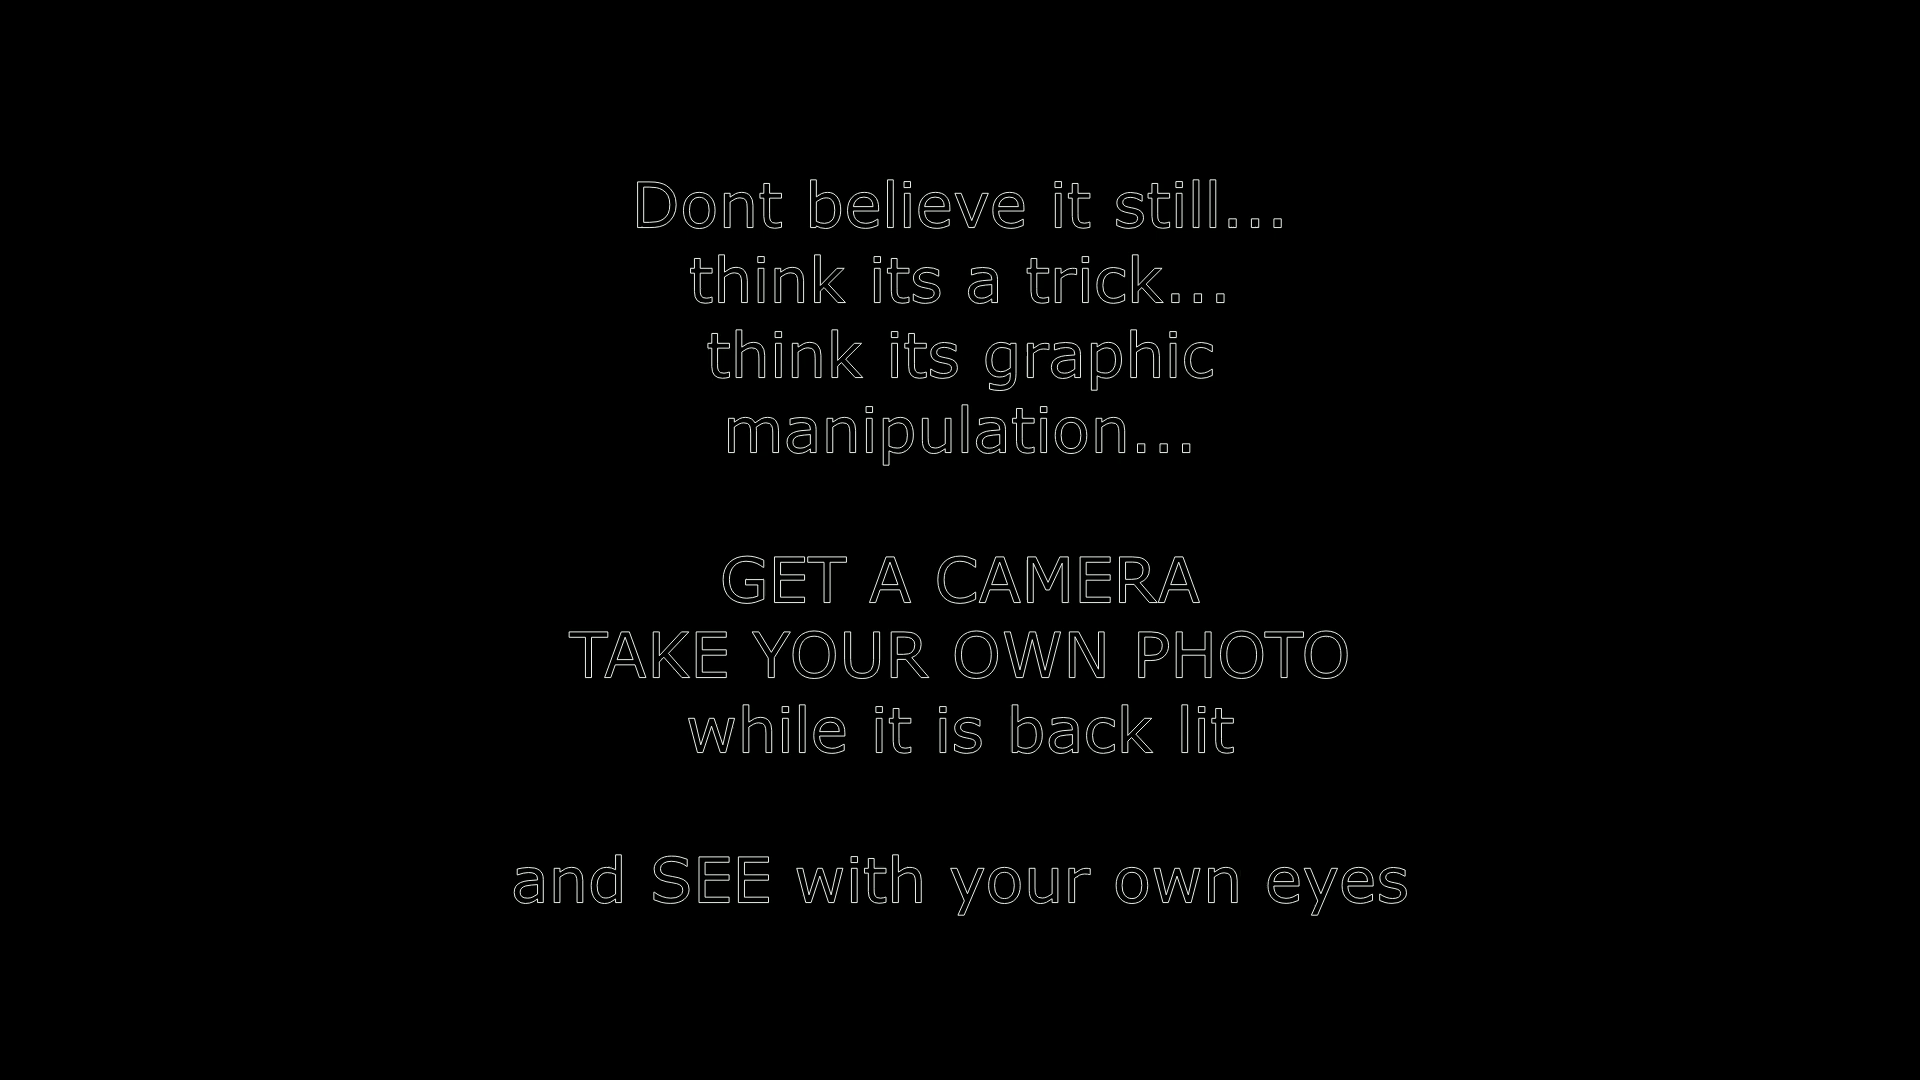 Dont believe it still...
think its a trick...
think its graphic
manipulation...
GET A CAMERA
TAKE YOUR OWN PHOTO
while it is back lit
and SEE with your own eyes